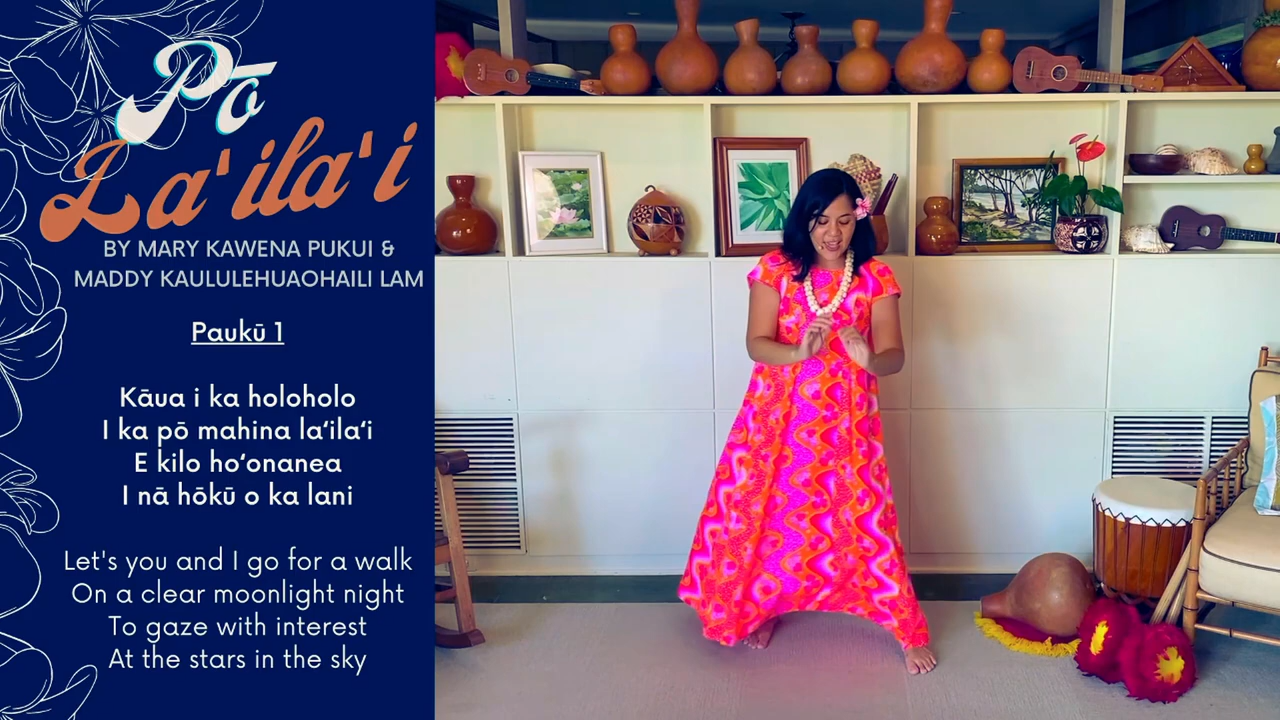 Pō
Laʻilaʻi
BY MARY KAWENA PUKUI &
MADDY KAULULEHUAOHAILI LAM
Paukū 1
Kāua i ka holoholo
I ka pō mahina laʻilaʻi
E kilo hoʻonanea
I nā hōkū o ka lani
Let's you and I go for a walk
On a clear moonlight night
To gaze with interest
At the stars in the sky